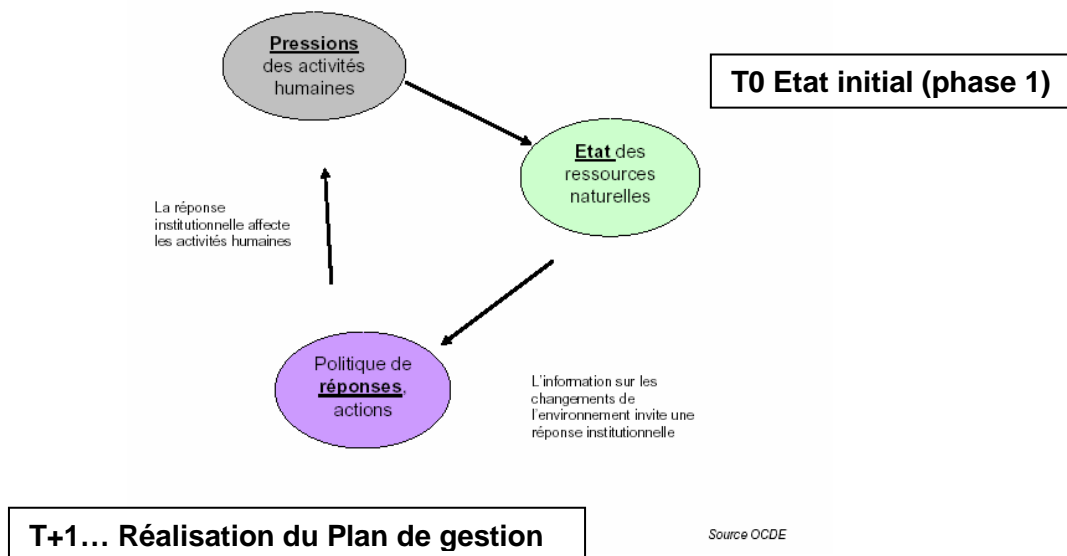 Pressions
des activités
humaines
T0 Etat initial (phase 1)
Etat des
ressources
naturelles
La réponse
institutionnelle affecte
les activités humaines
Politique de
réponses,
actions
L'information sur les
changements de
l'environnement invite une
réponse institutionnelle
T+1… Réalisation du Plan de gestion
Source OCDE